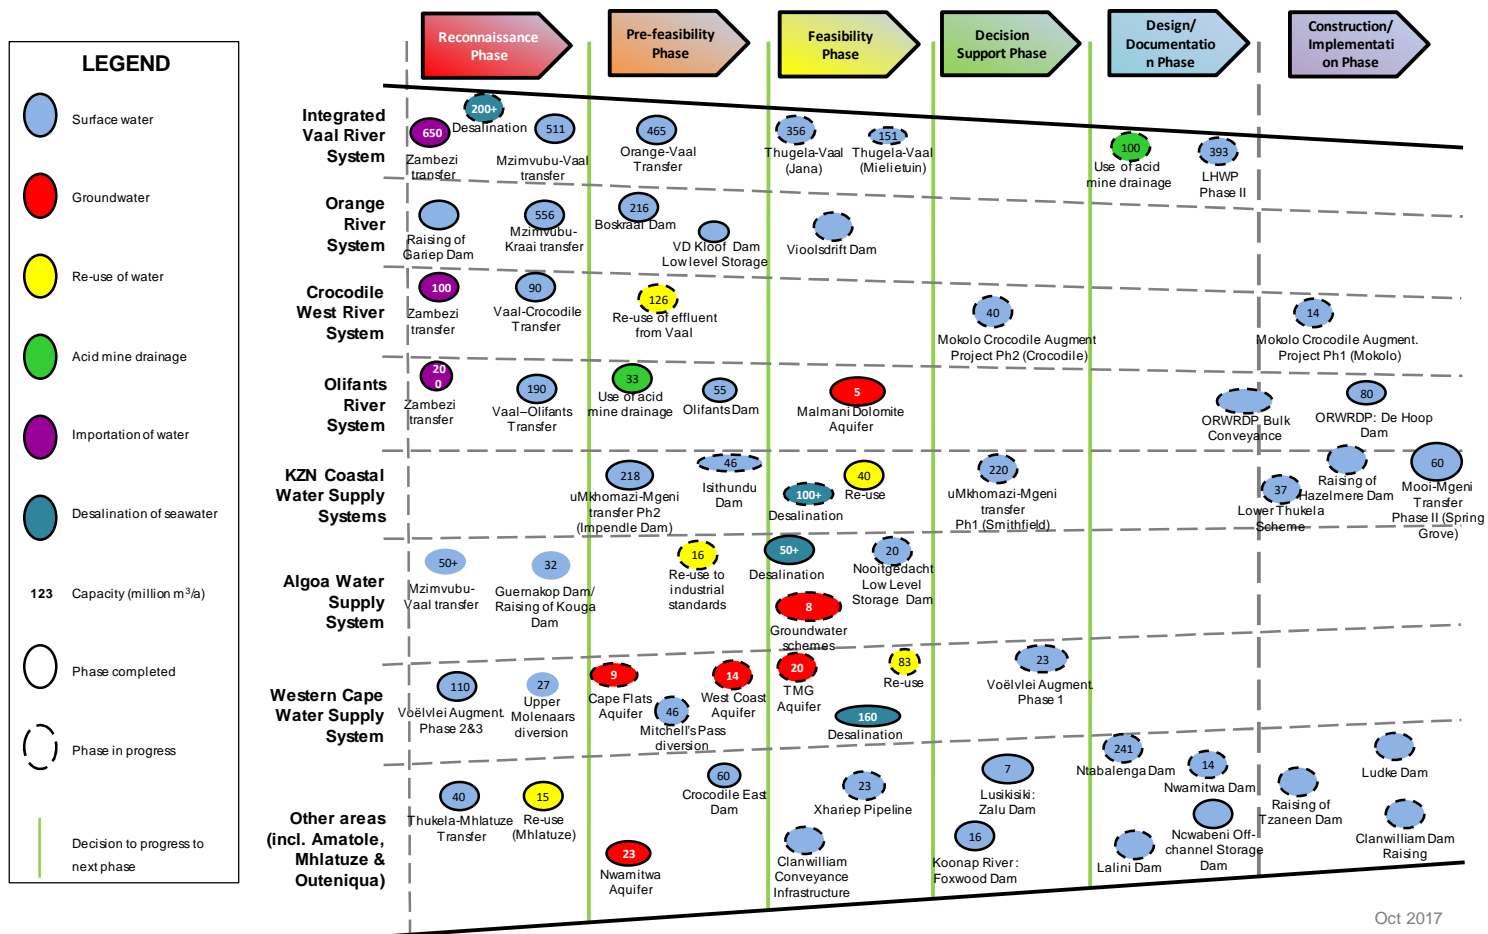 Reconnaissance
Phase
Pre-feasibility
Phase
Feasibility
Phase
Decision
Support Phase
Design/
Documentatio
n Phase
Construction/
Implementati
on Phase
LEGEND
Surface water
Groundwater
Re-use of water
Acid mine drainage
Importation of water
Desalination of seawater
123 Capacity (million m³/a)
Phase completed
Phase in progress
Decision to progress to
next phase
Integrated
Vaal River
System
650
Zambezi
transfer
200+
Desalination
511
Mzimvubu-Vaal
transfer
465
Orange-Vaal
Transfer
356
Thugela-Vaal
(Jana)
151
Thugela-Vaal
(Mielietuin)
100
Use of acid
mine drainage
393
LHWP
Phase II
Orange
River
System
Raising of
Gariep Dam
556
Mzimvubu-
Kraai transfer
216
Boskraai Dam
VD Kloof Dam
Low level Storage
Vioolsdrift Dam
Crocodile
West River
System
100
Zambezi
transfer
90
Vaal-Crocodile
Transfer
126
Re-use of effluent
from Vaal
40
Mokolo Crocodile Augment
Project Ph2 (Crocodile)
14
Mokolo Crocodile Augment.
Project Ph1 (Mokolo)
Olifants
River
System
20
0
Zambezi
transfer
190
Vaal–Olifants
Transfer
33
Use of acid
mine drainage
55
Olifants Dam
5
Malmani Dolomite
Aquifer
ORWRDP Bulk
Conveyance
80
ORWRDP: De Hoop
Dam
KZN Coastal
Water Supply
Systems
218
uMkhomazi-Mgeni
transfer Ph2
(Impendle Dam)
46
Isithundu
Dam
100+
Desalination
40
Re-use
220
uMkhomazi-Mgeni
transfer
Ph1 (Smithfield)
37
Lower Thukela
Scheme
Raising of
Hazelmere Dam
60
Mooi-Mgeni
Transfer
Phase II (Spring
Grove)
Algoa Water
Supply
System
50+
Mzimvubu-
Vaal transfer
32
Guernakop Dam/
Raising of Kouga
Dam
16
Re-use to
industrial
standards
50+
Desalination
8
Groundwater
schemes
20
Nooitgedacht
Low Level
Storage Dam
Western Cape
Water Supply
System
110
Voëlvlei Augment.
Phase 2&3
27
Upper
Molenaars
diversion
9
Cape Flats
Aquifer
46
Mitchell's Pass
diversion
14
West Coast
Aquifer
20
TMG
Aquifer
83
Re-use
160
Desalination
23
Voëlvlei Augment.
Phase 1
Other areas
(incl. Amatole,
Mhlatuze &
Outeniqua)
40
Thukela-Mhlatuze
Transfer
15
Re-use
(Mhlatuze)
23
Nwamitwa
Aquifer
60
Crocodile East
Dam
23
Xhariep Pipeline
Clanwilliam
Conveyance
Infrastructure
7
Lusikisiki:
Zalu Dam
16
Koonap River:
Foxwood Dam
241
Ntabalenga Dam
14
Nwamitwa Dam
Lalini Dam
Ncwabeni Off-
channel Storage
Dam
Raising of
Tzaneen Dam
Ludke Dam
Clanwilliam Dam
Raising
Oct 2017